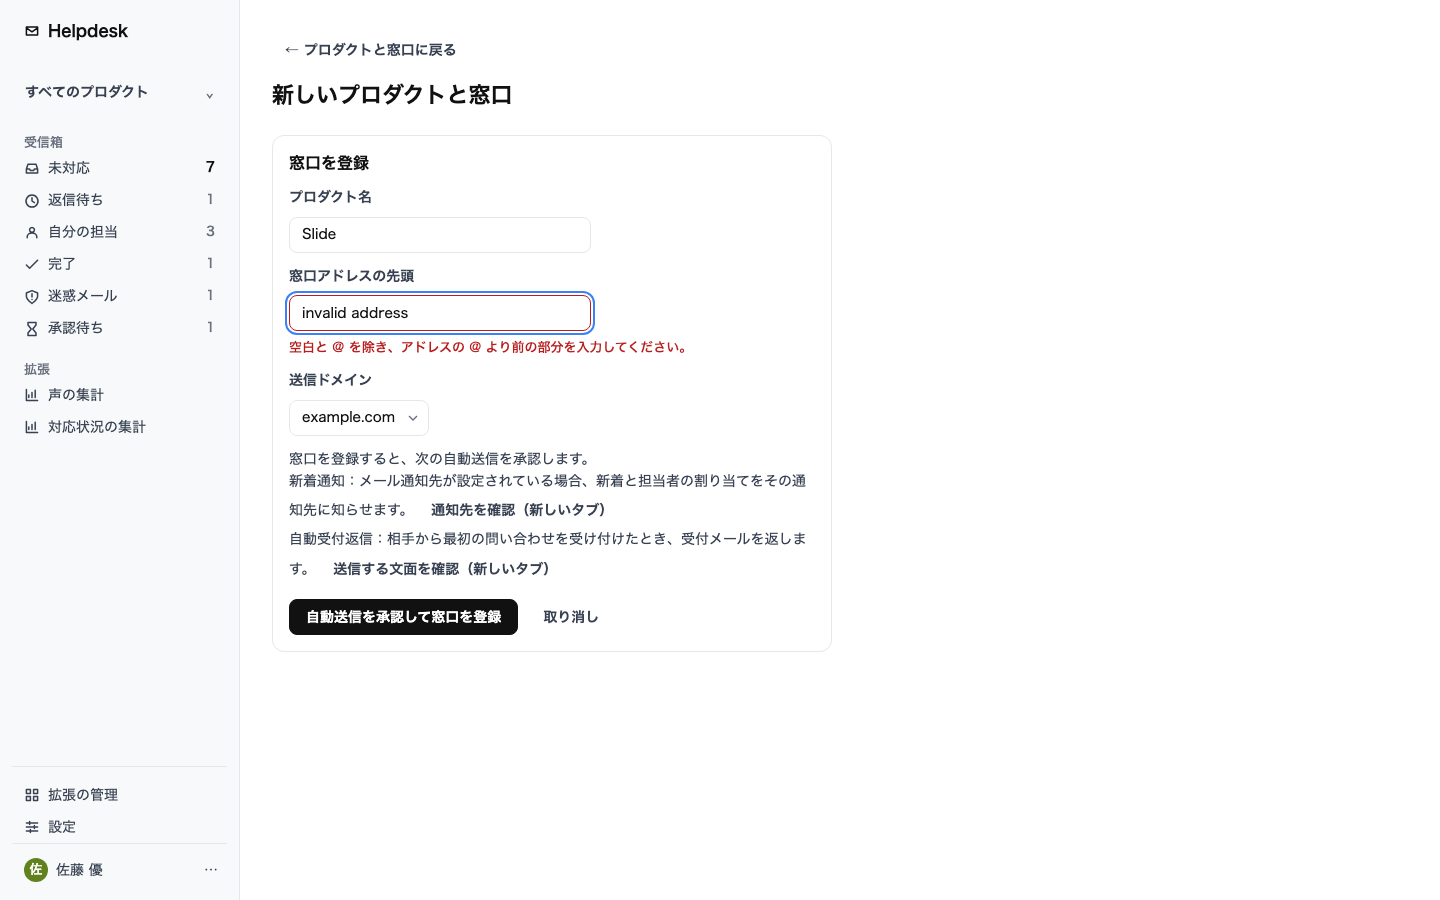 Helpdesk
すべてのプロダクト
受信箱
未対応 7
返信待ち 1
自分の担当 3
完了 1
迷惑メール 1
承認待ち 1
拡張
声の集計
対応状況の集計
拡張の管理
設定
佐 佐藤 優 …
← プロダクトと窓口に戻る
新しいプロダクトと窓口
窓口を登録
プロダクト名
Slide
窓口アドレスの先頭
invalid address
空白と @ を除き、アドレスの @ より前の部分を入力してください。
送信ドメイン
example.com
窓口を登録すると、次の自動送信を承認します。
新着通知：メール通知先が設定されている場合、新着と担当者の割り当てをその通
知先に知らせます。 通知先を確認（新しいタブ）
自動受付返信：相手から最初の問い合わせを受け付けたとき、受付メールを返しま
す。 送信する文面を確認（新しいタブ）
自動送信を承認して窓口を登録 取り消し